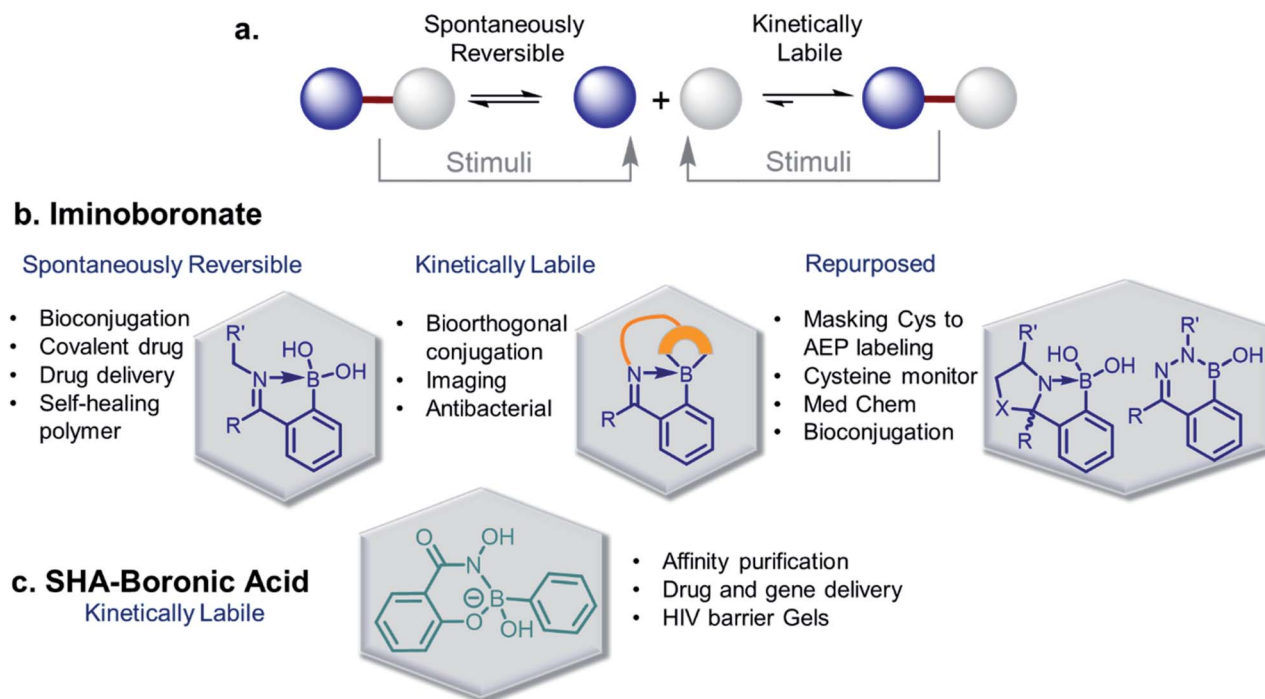 a.
Spontaneously
Reversible
Kinetically
Labile
+
Stimuli
Stimuli
b. Iminoboronate
Spontaneously Reversible
• Bioconjugation
• Covalent drug
• Drug delivery
• Self-healing
polymer
R'
HO
N
B
OH
R
Kinetically Labile
• Bioorthogonal
conjugation
• Imaging
• Antibacterial
N
B
R
Repurposed
• Masking Cys to
AEP labeling
• Cysteine monitor
• Med Chem
• Bioconjugation
R'
HO
OH
N
B
X
R
R'
N
OH
N
B
R
c. SHA-Boronic Acid
Kinetically Labile
O
OH
N
⊖
B
O
OH
• Affinity purification
• Drug and gene delivery
• HIV barrier Gels